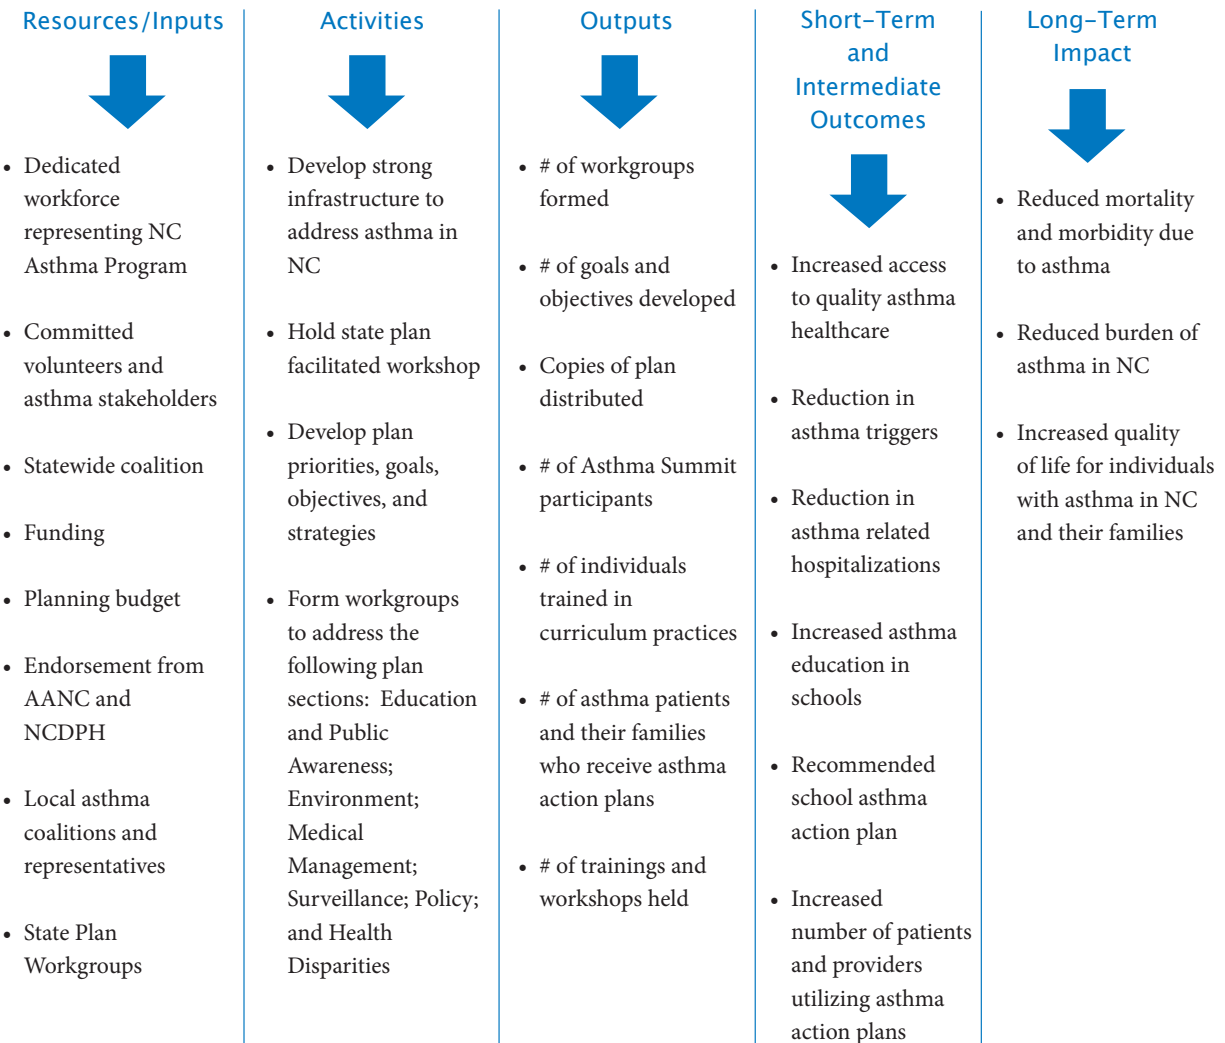 Resources/Inputs
• Dedicated
workforce
representing NC
Asthma Program
• Committed
volunteers and
asthma stakeholders
• Statewide coalition
• Funding
• Planning budget
• Endorsement from
AANC and
NCDPH
• Local asthma
coalitions and
representatives
• State Plan
Workgroups
Activities
• Develop strong
infrastructure to
address asthma in
NC
• Hold state plan
facilitated workshop
• Develop plan
priorities, goals,
objectives, and
strategies
• Form workgroups
to address the
following plan
sections:  Education
and Public
Awareness;
Environment;
Medical
Management;
Surveillance; Policy;
and Health
Disparities
Outputs
• # of workgroups
formed
• # of goals and
objectives developed
• Copies of plan
distributed
• # of Asthma Summit
participants
• # of individuals
trained in
curriculum practices
• # of asthma patients
and their families
who receive asthma
action plans
• # of trainings and
workshops held
Short-Term
and
Intermediate
Outcomes
• Increased access
to quality asthma
healthcare
• Reduction in
asthma triggers
• Reduction in
asthma related
hospitalizations
• Increased asthma
education in
schools
• Recommended
school asthma
action plan
• Increased
number of patients
and providers
utilizing asthma
action plans
Long-Term
Impact
• Reduced mortality
and morbidity due
to asthma
• Reduced burden of
asthma in NC
• Increased quality
of life for individuals
with asthma in NC
and their families